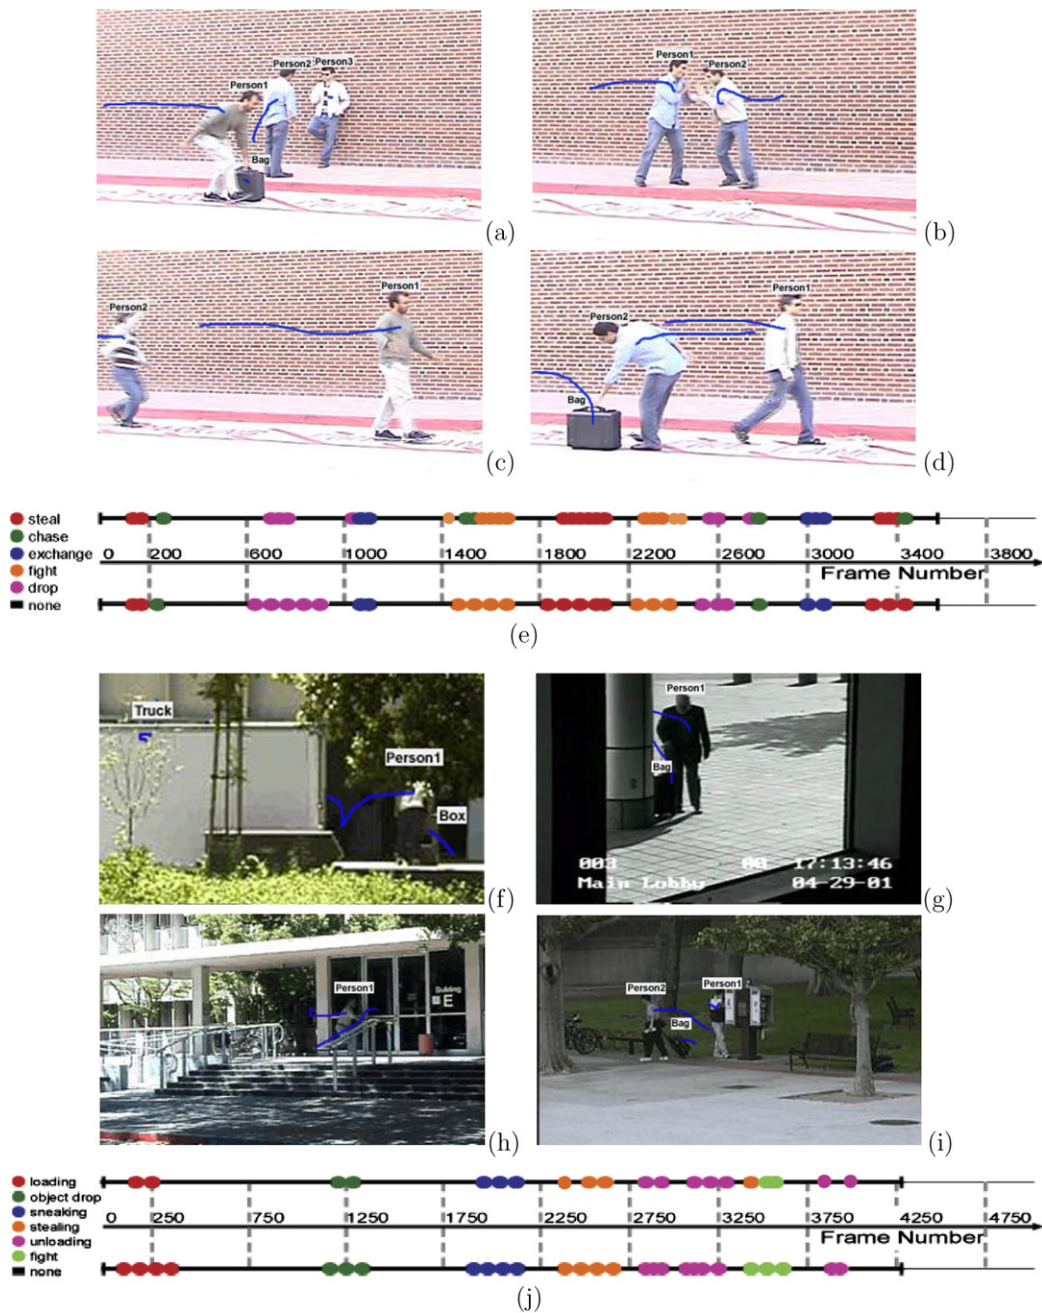 Person2 Person3
Person1
Bag
(a)
Person1
Person2
(b)
Person1
Person2
(c)
Person1
Person2
Bag
(d)
steal
chase
exchange
fight
drop
none
0 200 600 1000 1400 1800 2200 2600 3000 3400 3800
Frame Number
(e)
Truck
Person1
Box
(f)
Person1
Bag
003 00 17:13:46
Main Lobby 04-29-01
(g)
Person1
Building
E
(h)
Person2 Person1
Bag
(i)
loading
object drop
sneaking
stealing
unloading
fight
none
0 250 750 1250 1750 2250 2750 3250 3750 4250 4750
Frame Number
(j)